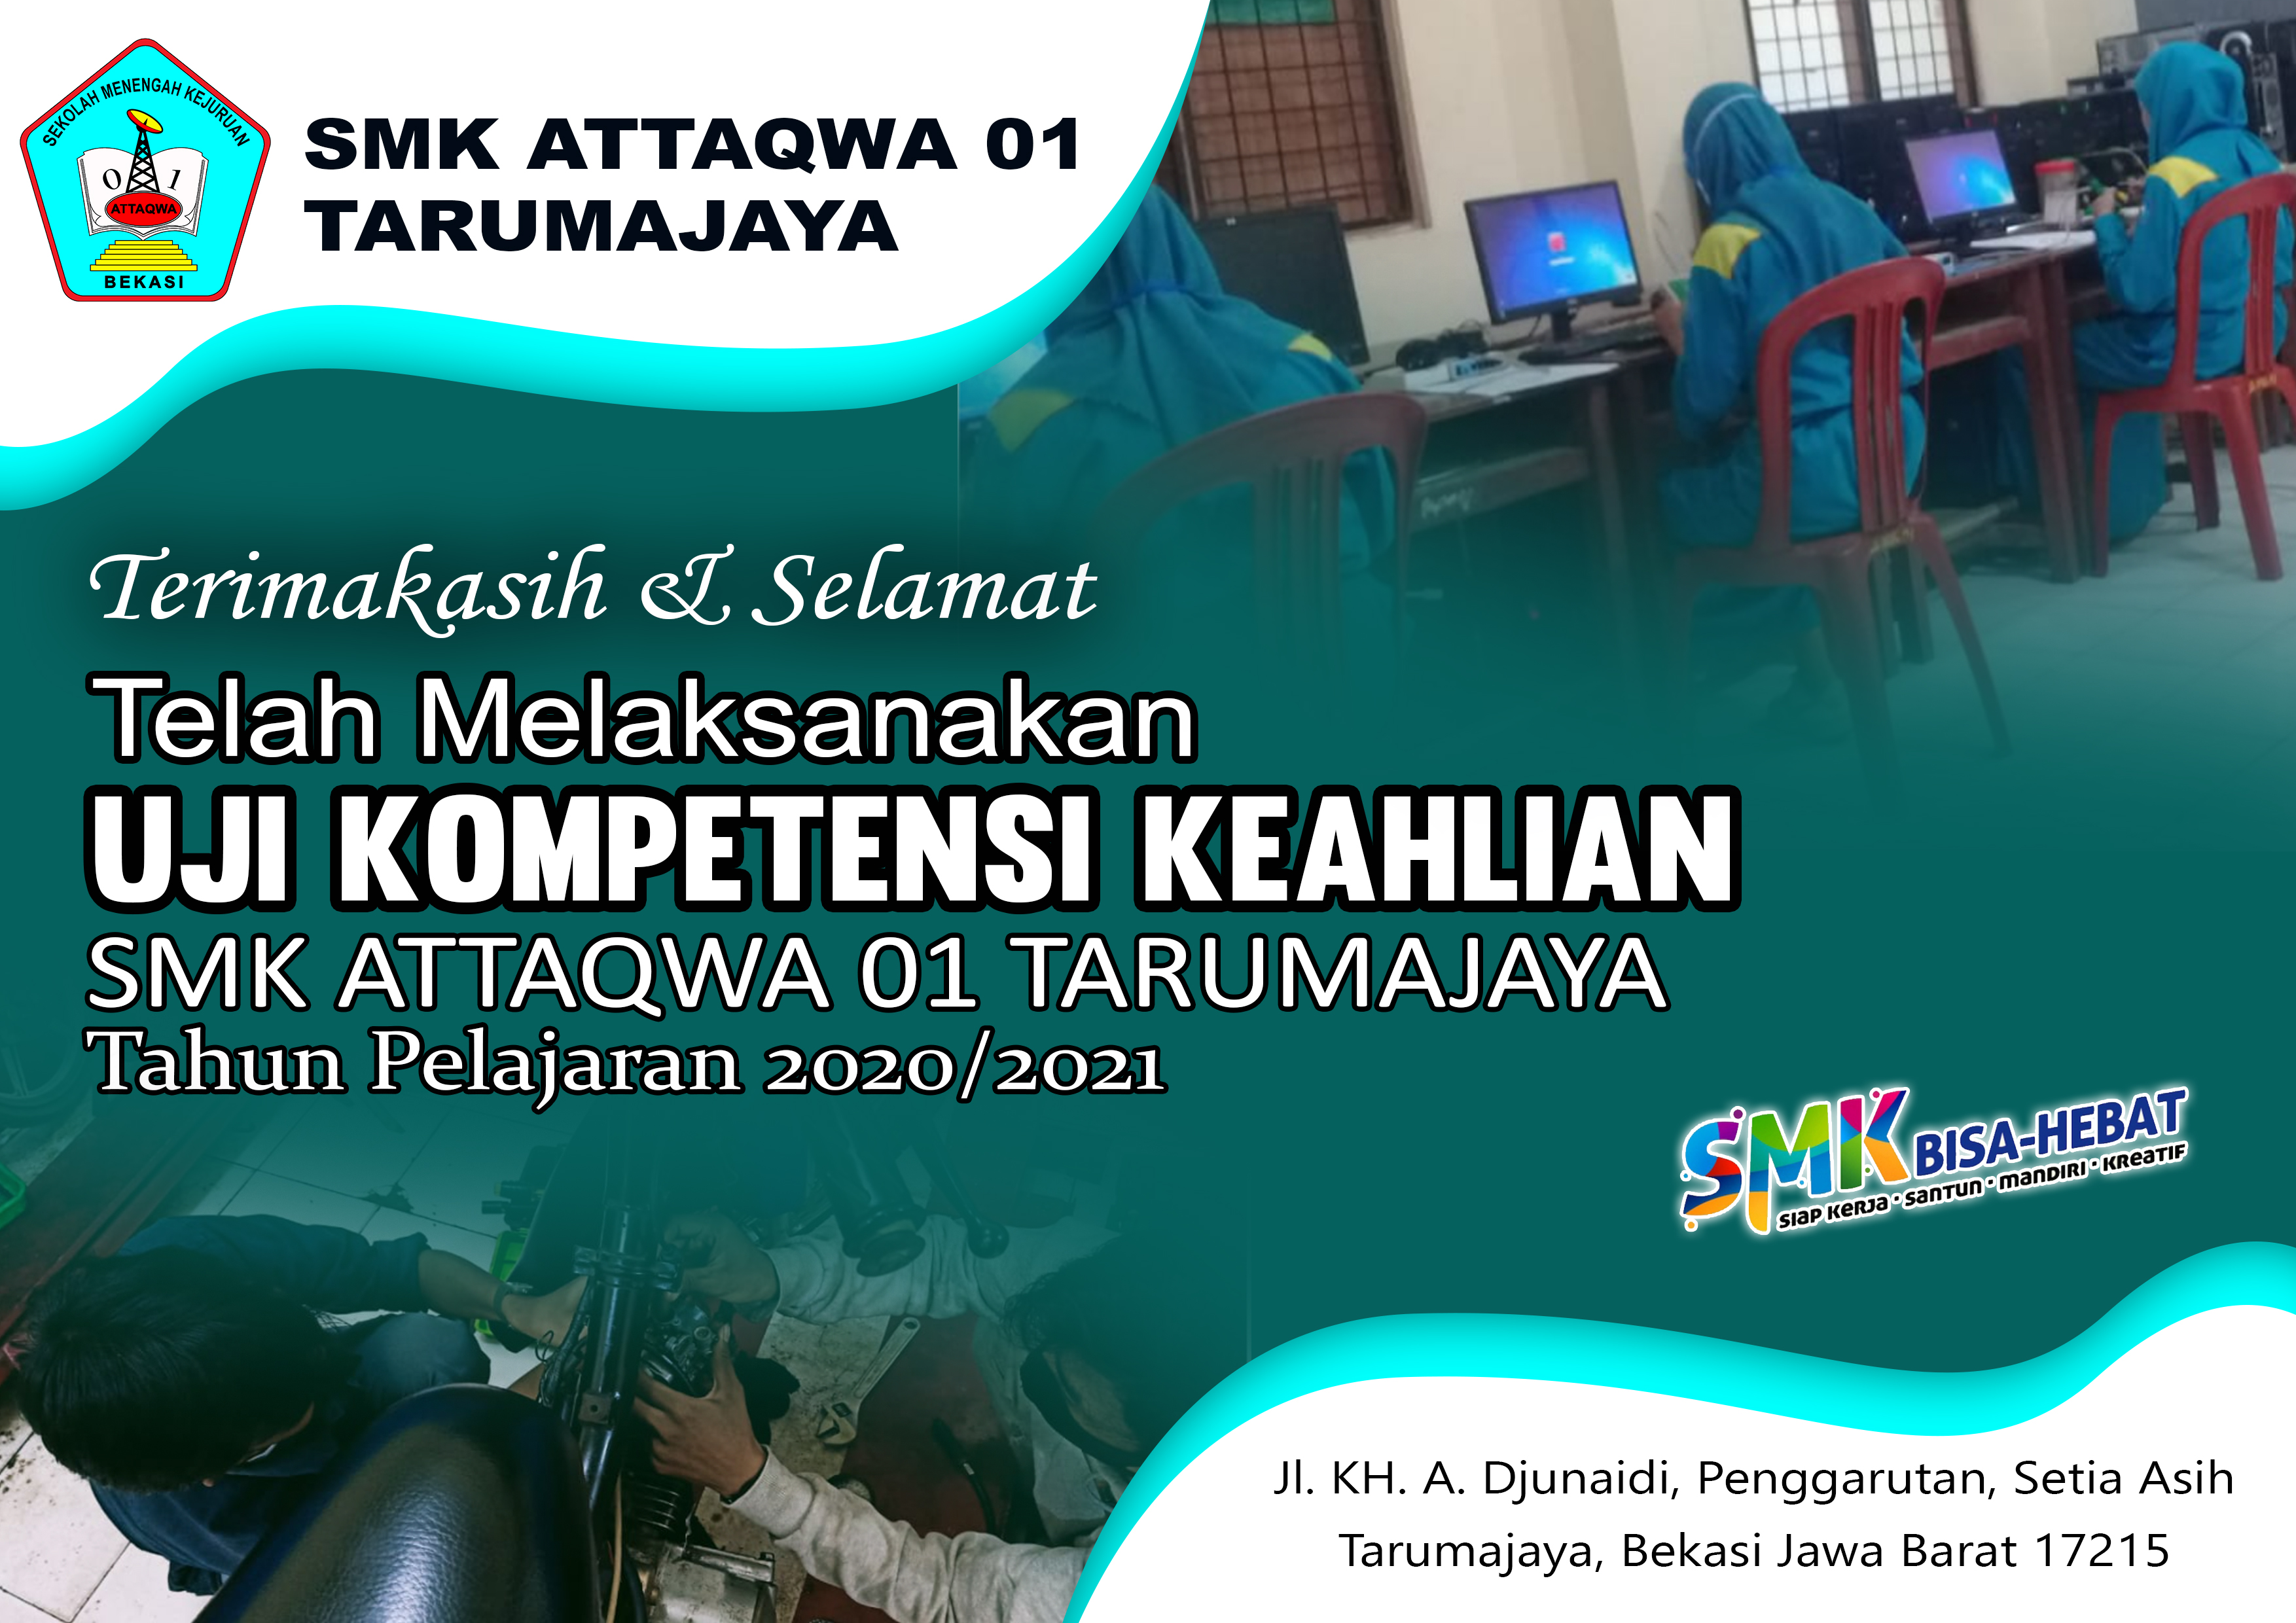 SEKOLAH MENENGAH KEJURUAN
0 1
ATTAQWA
BEKASI
SMK ATTAQWA 01
TARUMAJAYA
Terimakasih & Selamat
Telah Melaksanakan
UJI KOMPETENSI KEAHLIAN
SMK ATTAQWA 01 TARUMAJAYA
Tahun Pelajaran 2020/2021
SMK BISA-HEBAT
SIAP KERJA • SANTUN • MANDIRI • KREATIF
Jl. KH. A. Djunaidi, Penggarutan, Setia Asih
Tarumajaya, Bekasi Jawa Barat 17215